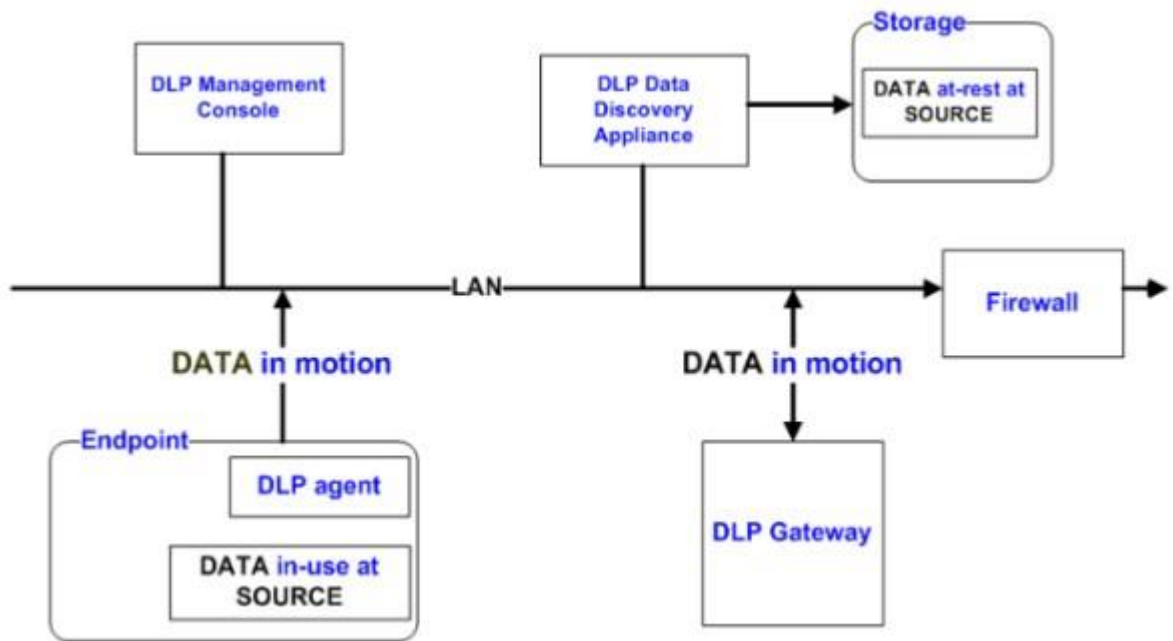 Storage
DLP Management
Console
DLP Data
Discovery
Appliance
DATA at-rest at
SOURCE
LAN
Firewall
DATA in motion
DATA in motion
Endpoint
DLP agent
DATA in-use at
SOURCE
DLP Gateway